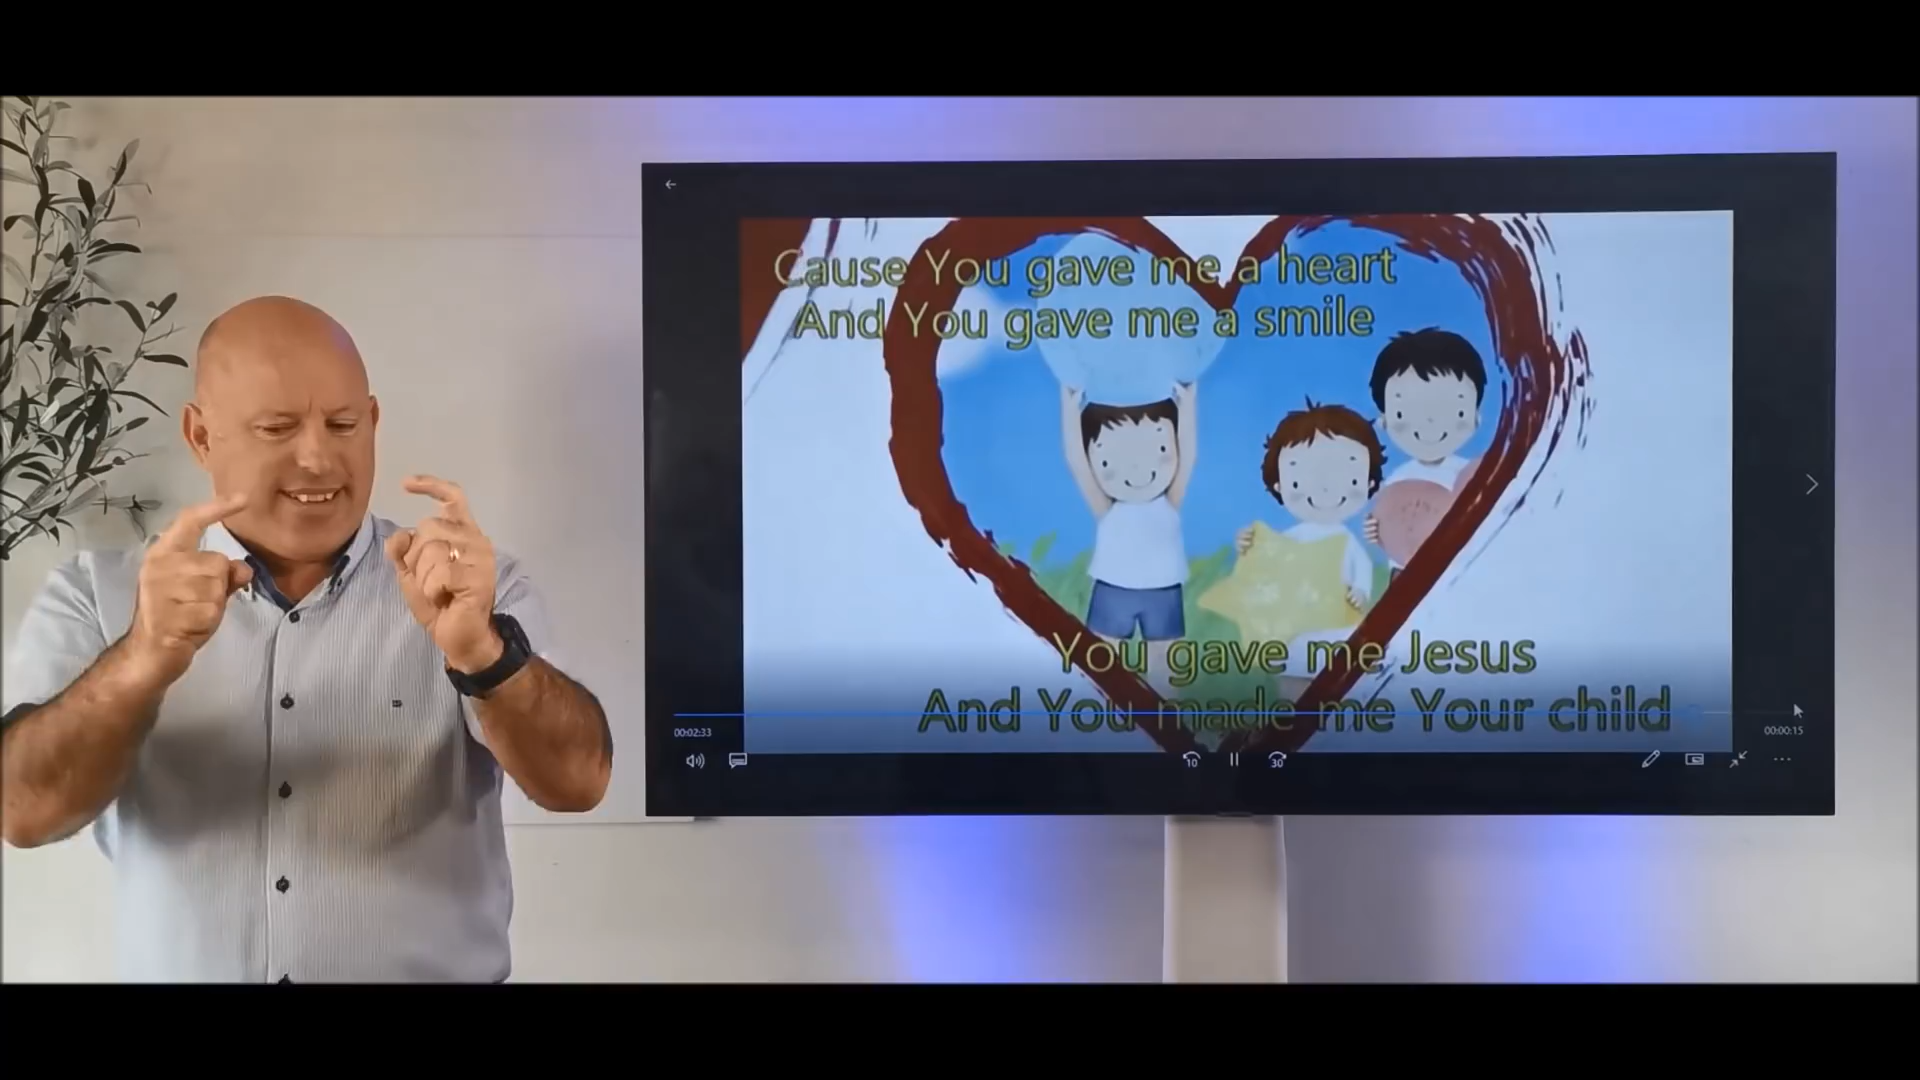 Cause You gave me a heart
And You gave me a smile
You gave me Jesus
And You made me Your child
00:02:33
00:00:15
10
30